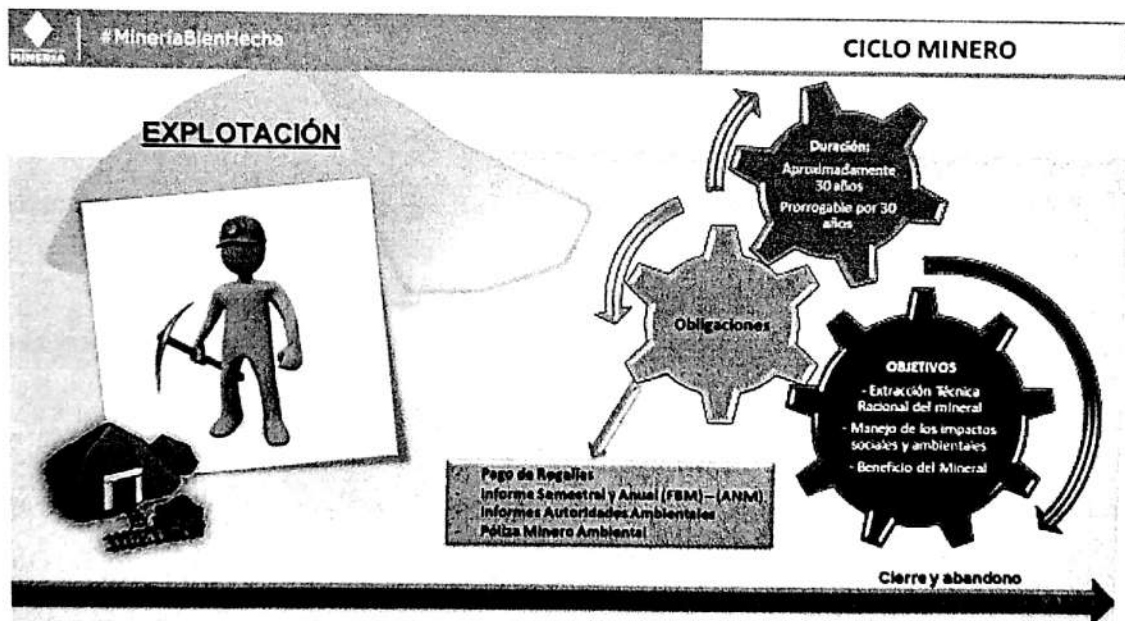 MINERÍA
#MineríaBienHecha
CICLO MINERO
EXPLOTACIÓN
Duración:
Aproximadamente
30 años
Prorrogable por 30
años
Obligaciones
OBJETIVOS
- Extracción Técnica
Racional del mineral
- Manejo de los impactos
sociales y ambientales
- Beneficio del Mineral
Pago de Regalías
Informe Semestral y Anual (FBM) – (ANM)
Informes Autoridades Ambientales
Póliza Minero Ambiental
Cierre y abandono